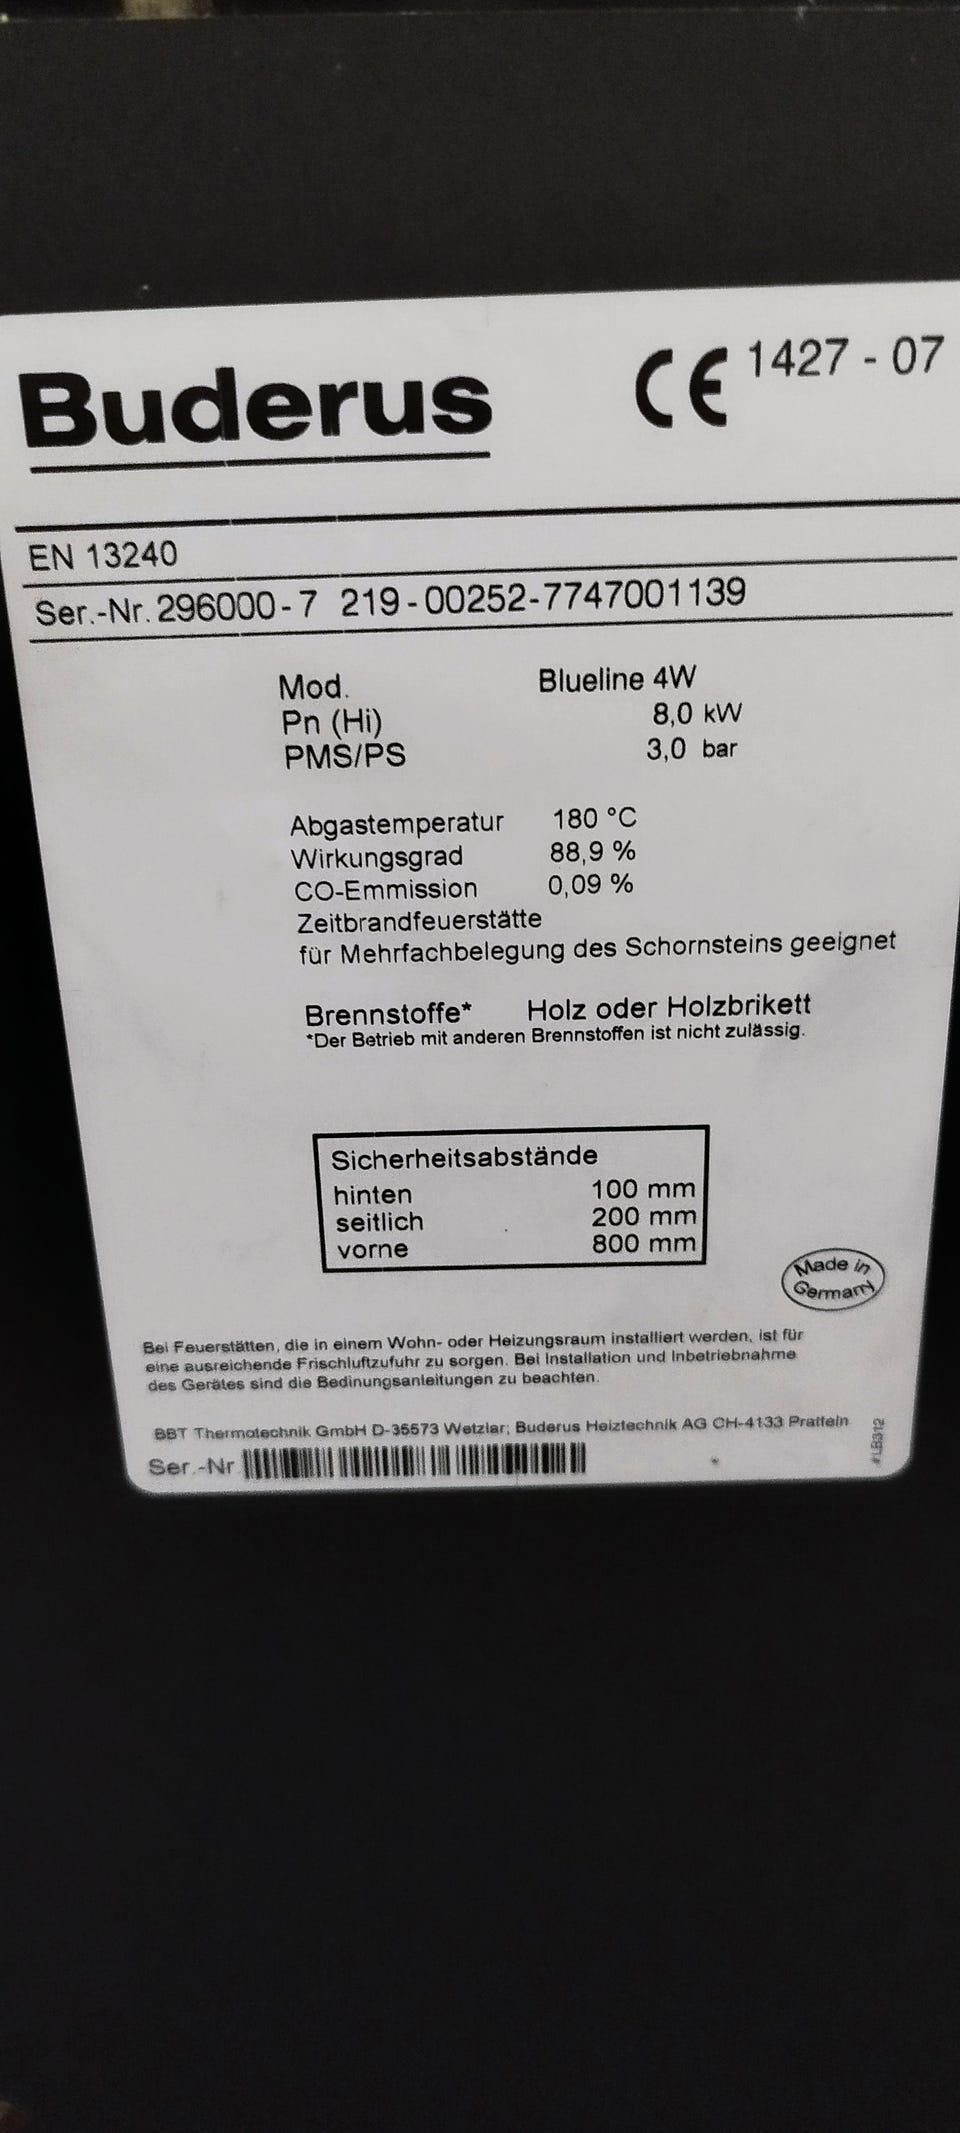 Buderus
CE 1427 - 07
EN 13240
Ser.-Nr. 296000-7 219-00252-7747001139
Mod. Blueline 4W
Pn (Hi) 8,0 kW
PMS/PS 3,0 bar
Abgastemperatur 180 °C
Wirkungsgrad 88,9 %
CO-Emmission 0,09 %
Zeitbrandfeuerstätte
für Mehrfachbelegung des Schornsteins geeignet
Brennstoffe* Holz oder Holzbrikett
*Der Betrieb mit anderen Brennstoffen ist nicht zulässig.
Sicherheitsabstände
hinten 100 mm
seitlich 200 mm
vorne 800 mm
Made in
Germany
Bei Feuerstätten, die in einem Wohn- oder Heizungsraum installiert werden, ist für
eine ausreichende Frischluftzufuhr zu sorgen. Bei Installation und Inbetriebnahme
des Gerätes sind die Bedinungsanleitungen zu beachten.
BBT Thermotechnik GmbH D-35573 Wetzlar; Buderus Heiztechnik AG CH-4133 Pratteln
Ser.-Nr
#LB312